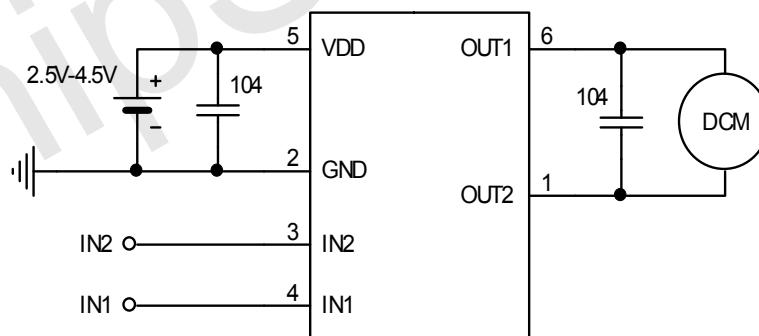 5 VDD OUT1 6
2.5V-4.5V + 104 104 DCM
−
2 GND
OUT2 1
IN2 3 IN2
IN1 4 IN1